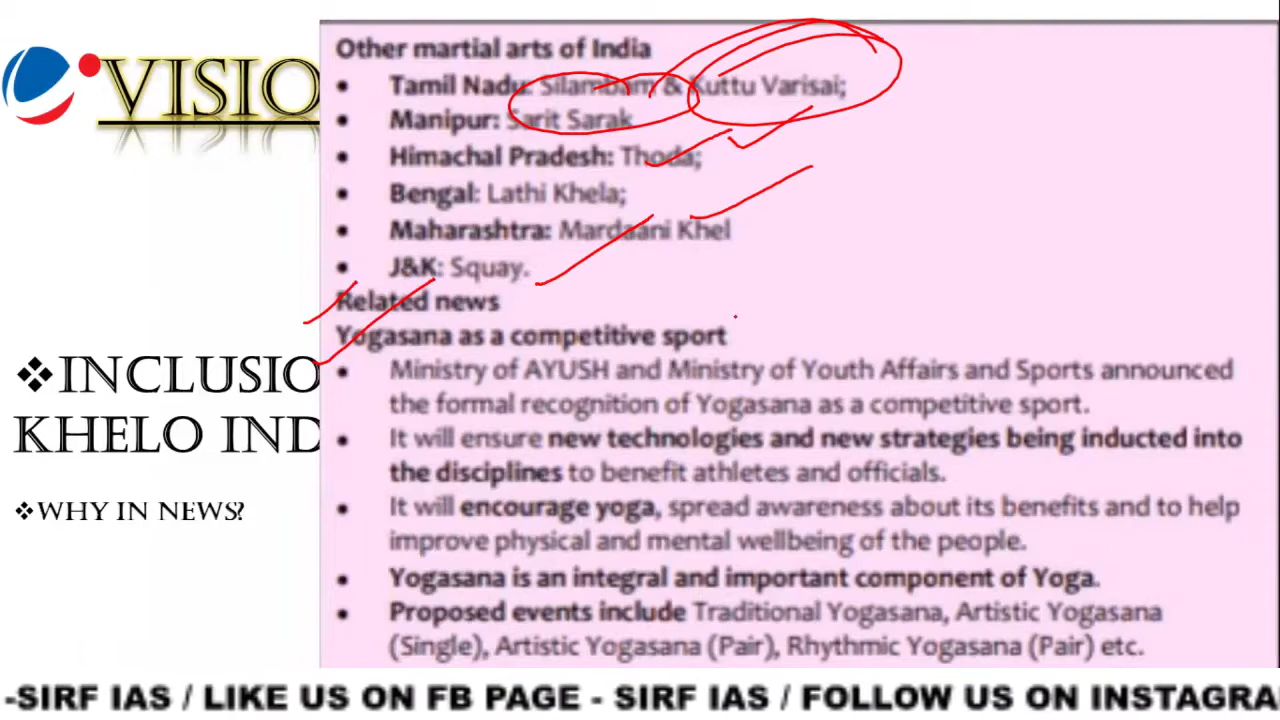 VISIO
Other martial arts of India
• Tamil Nadu: Silambam & Kuttu Varisai;
• Manipur: Sarit Sarak
• Himachal Pradesh: Thoda;
• Bengal: Lathi Khela;
• Maharashtra: Mardaani Khel
• J&K: Squay.
Related news
Yogasana as a competitive sport
• Ministry of AYUSH and Ministry of Youth Affairs and Sports announced
the formal recognition of Yogasana as a competitive sport.
• It will ensure new technologies and new strategies being inducted into
the disciplines to benefit athletes and officials.
• It will encourage yoga, spread awareness about its benefits and to help
improve physical and mental wellbeing of the people.
• Yogasana is an integral and important component of Yoga.
• Proposed events include Traditional Yogasana, Artistic Yogasana
(Single), Artistic Yogasana (Pair), Rhythmic Yogasana (Pair) etc.
❖INCLUSIO
KHELO IND
❖WHY IN NEWS?
-SIRF IAS / LIKE US ON FB PAGE - SIRF IAS / FOLLOW US ON INSTAGRA